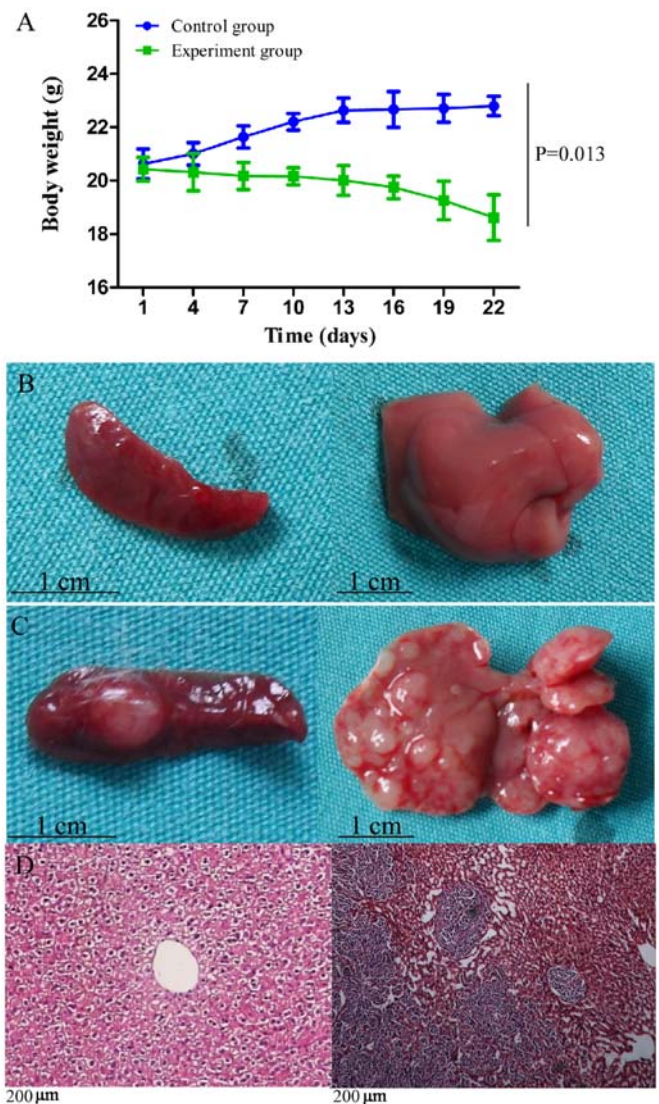 A
Control group
Experiment group
24
22
20
18
16
Body weight (g)
P=0.013
1 4 7 10 13 16 19 22
Time (days)
B
1 cm
1 cm
C
1 cm
1 cm
D
200 μm
200 μm